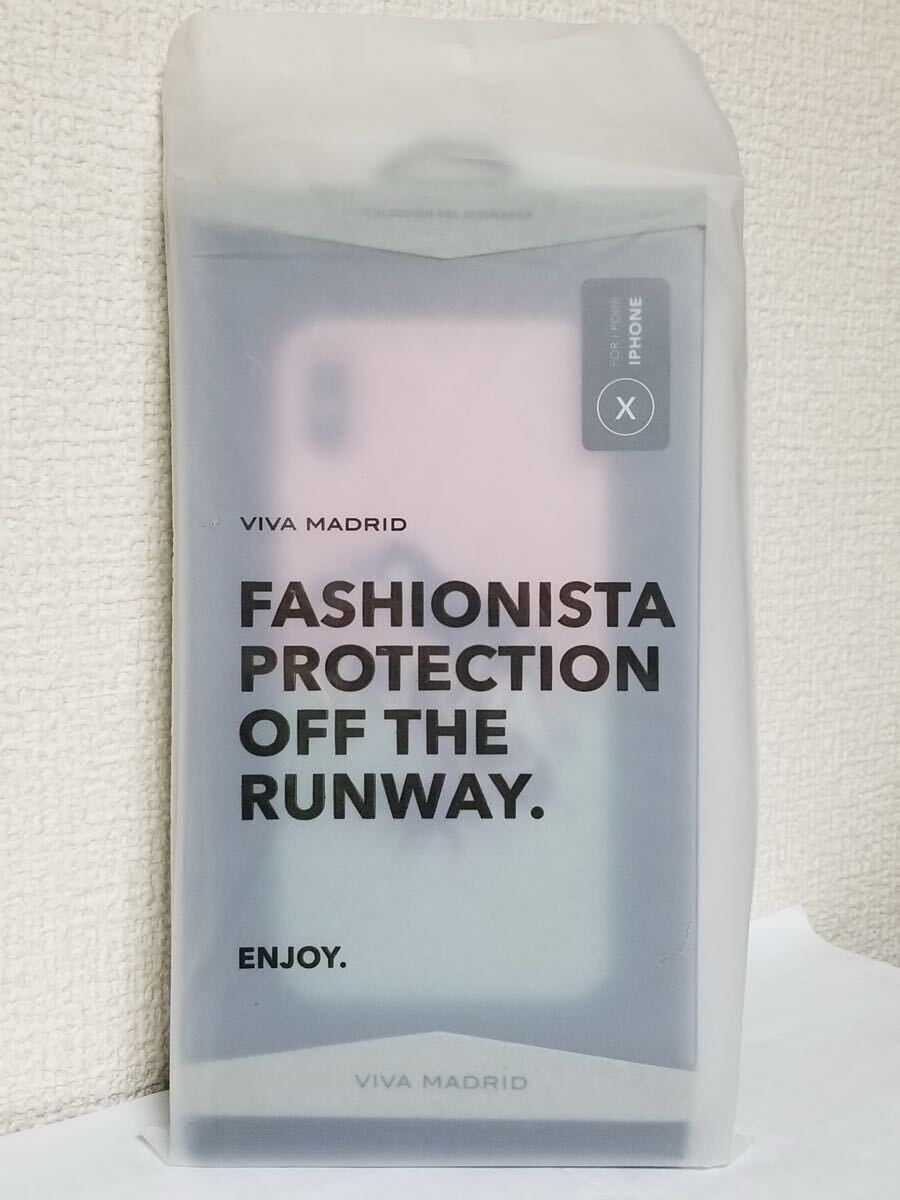 FOR | POUR
IPHONE
X
VIVA MADRID
FASHIONISTA
PROTECTION
OFF THE
RUNWAY.
ENJOY.
VIVA MADRID